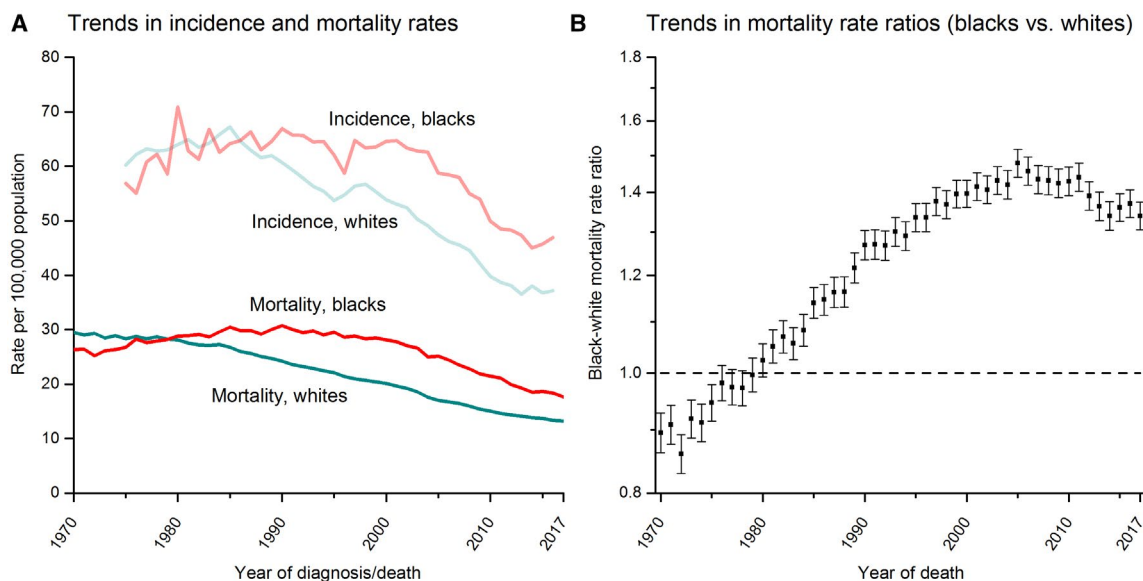 A Trends in incidence and mortality rates
80
70
60
50
40
30
20
10
0
Rate per 100,000 population
Incidence, blacks
Incidence, whites
Mortality, blacks
Mortality, whites
1970
1980
1990
2000
2010
2017
Year of diagnosis/death
B Trends in mortality rate ratios (blacks vs. whites)
1.8
1.6
1.4
1.2
1.0
0.8
Black-white mortality rate ratio
1970
1980
1990
2000
2010
2017
Year of death